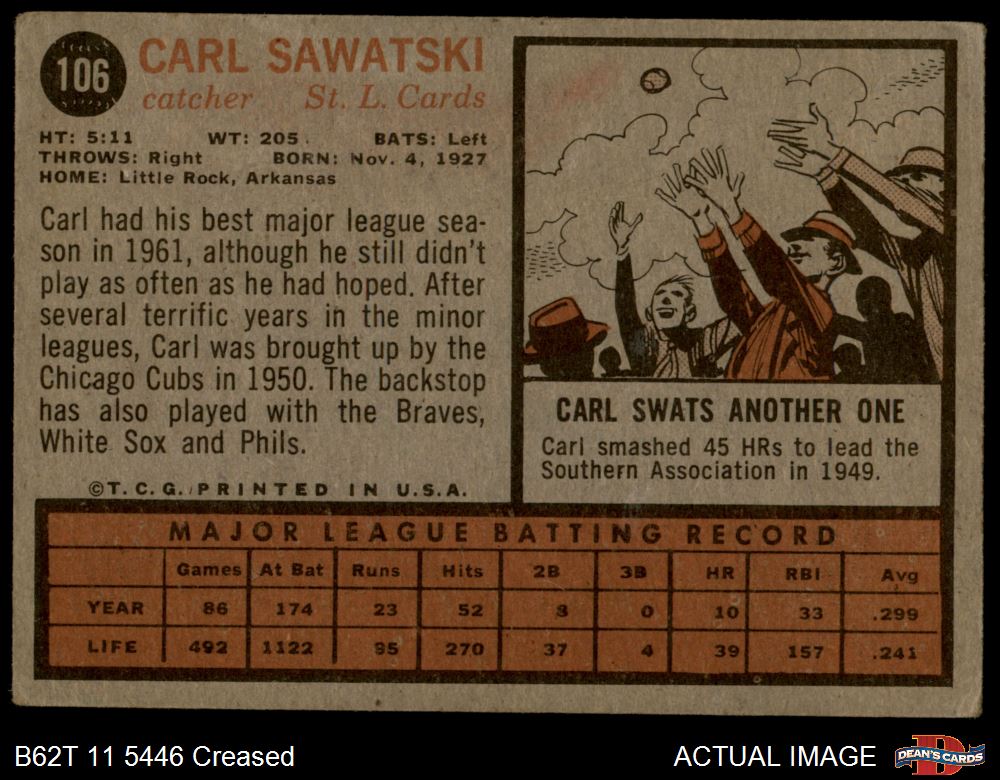 106
CARL SAWATSKI
catcher St. L. Cards
HT: 5:11 WT: 205. BATS: Left
THROWS: Right BORN: Nov. 4, 1927
HOME: Little Rock, Arkansas
Carl had his best major league sea-
son in 1961, although he still didn't
play as often as he had hoped. After
several terrific years in the minor
leagues, Carl was brought up by the
Chicago Cubs in 1950. The backstop
has also played with the Braves,
White Sox and Phils.
©T. C. G. PRINTED IN U.S.A.
CARL SWATS ANOTHER ONE
Carl smashed 45 HRs to lead the
Southern Association in 1949.
MAJOR LEAGUE BATTING RECORD
Games At Bat Runs Hits 2B 3B HR RBI Avg
YEAR 86 174 23 52 8 0 10 33 .299
LIFE 492 1122 95 270 37 4 39 157 .241
B62T 11 5446 Creased
ACTUAL IMAGE
D
DEAN'S CARDS